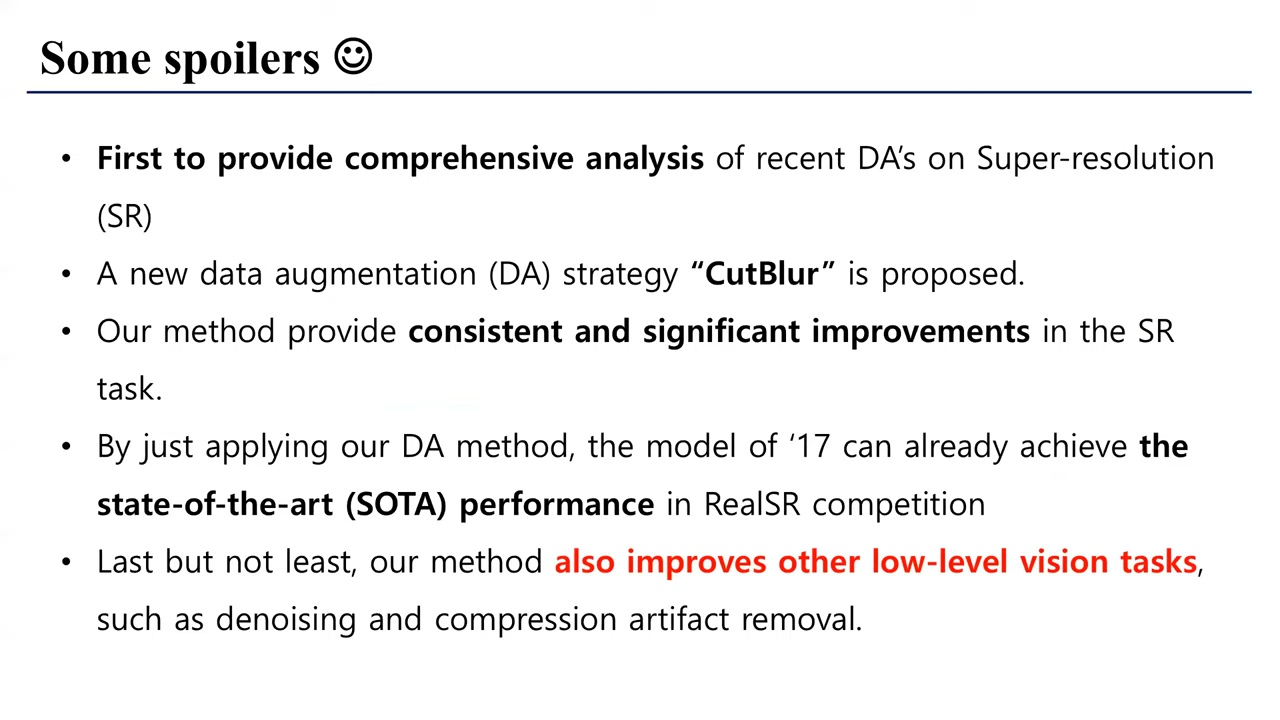 Some spoilers ☺
• First to provide comprehensive analysis of recent DA’s on Super-resolution
(SR)
• A new data augmentation (DA) strategy “CutBlur” is proposed.
• Our method provide consistent and significant improvements in the SR
task.
• By just applying our DA method, the model of ‘17 can already achieve the
state-of-the-art (SOTA) performance in RealSR competition
• Last but not least, our method also improves other low-level vision tasks,
such as denoising and compression artifact removal.